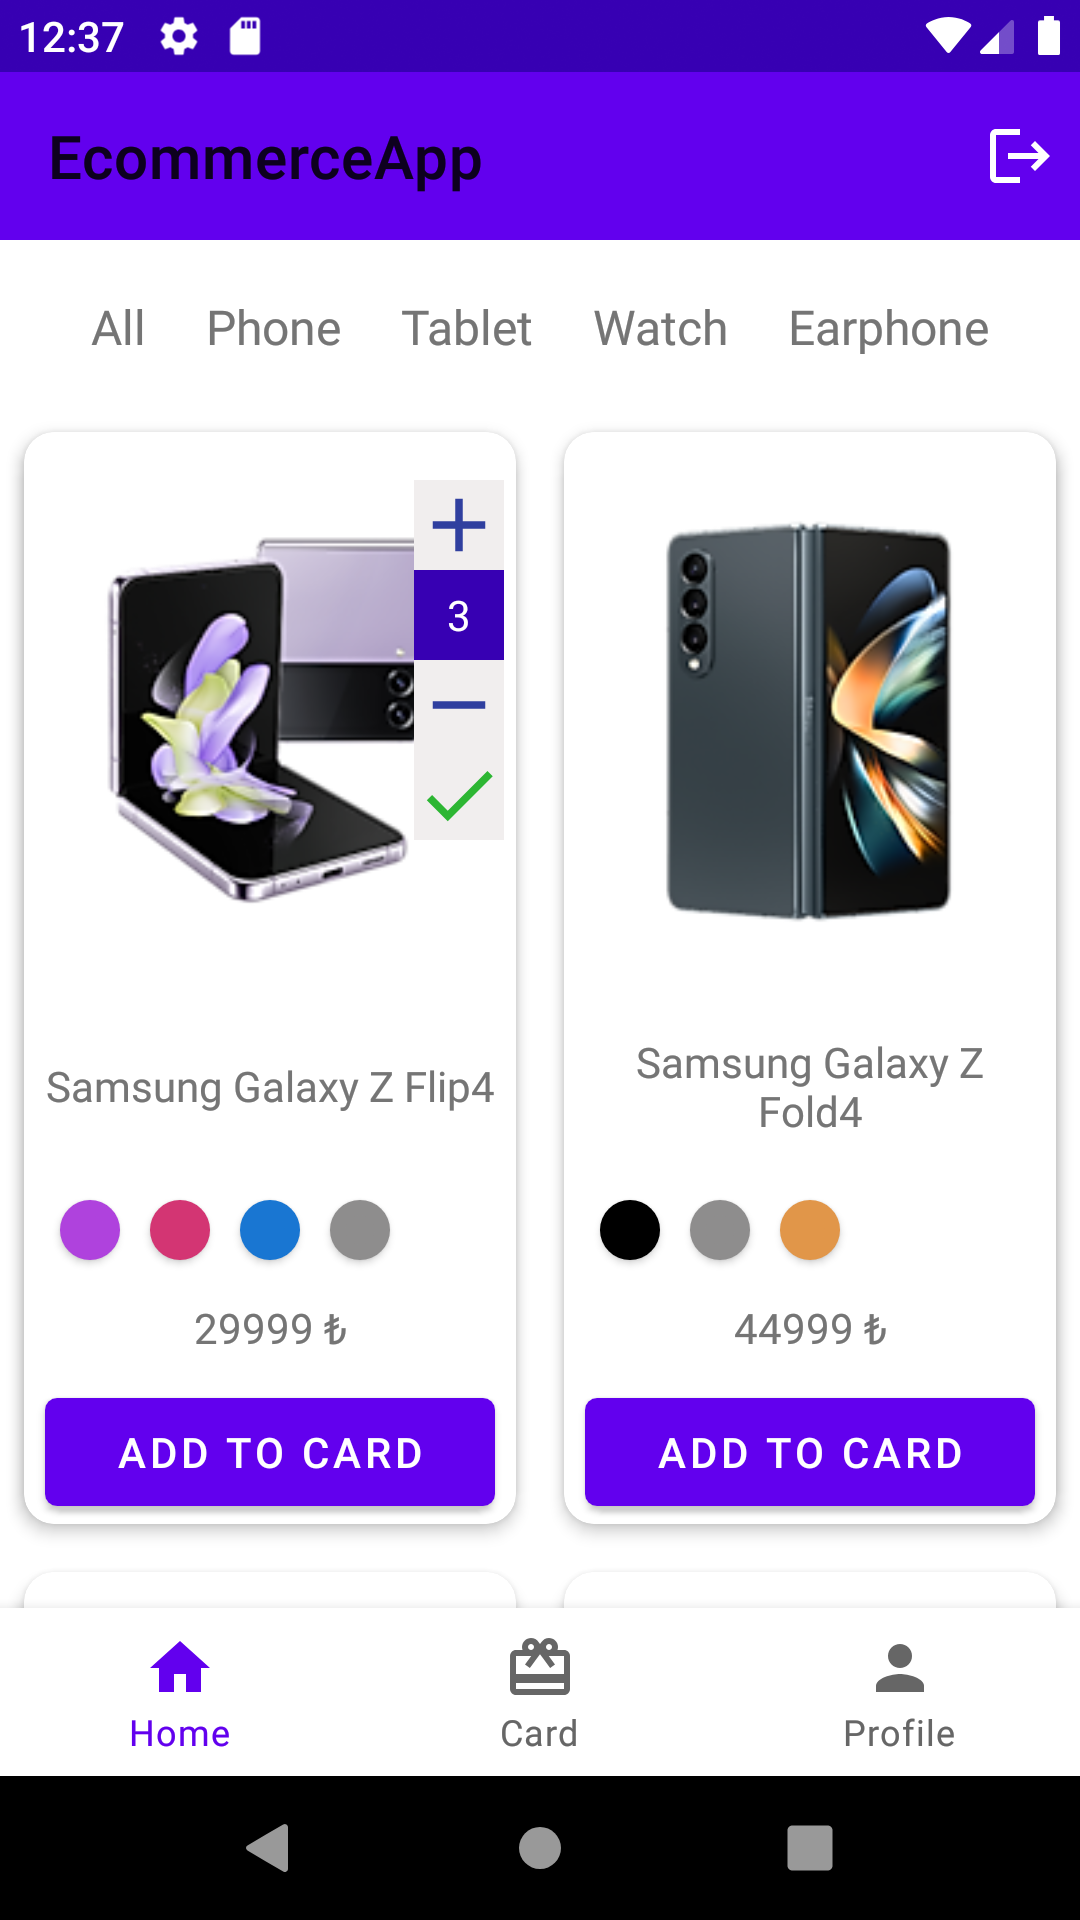 12:37
EcommerceApp
All Phone Tablet Watch Earphone
3
Samsung Galaxy Z Flip4
Samsung Galaxy Z
Fold4
29999 ₺
44999 ₺
ADD TO CARD
ADD TO CARD
Home Card Profile